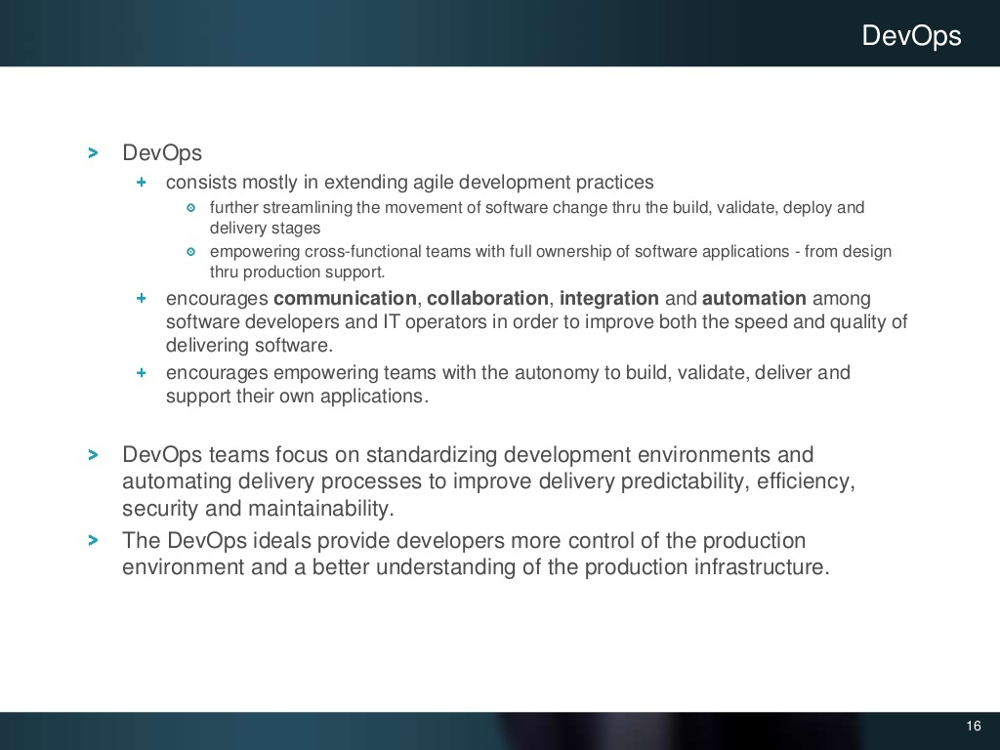 DevOps
> DevOps
+ consists mostly in extending agile development practices
further streamlining the movement of software change thru the build, validate, deploy and
delivery stages
empowering cross-functional teams with full ownership of software applications - from design
thru production support.
+ encourages communication, collaboration, integration and automation among
software developers and IT operators in order to improve both the speed and quality of
delivering software.
+ encourages empowering teams with the autonomy to build, validate, deliver and
support their own applications.
> DevOps teams focus on standardizing development environments and
automating delivery processes to improve delivery predictability, efficiency,
security and maintainability.
> The DevOps ideals provide developers more control of the production
environment and a better understanding of the production infrastructure.
16